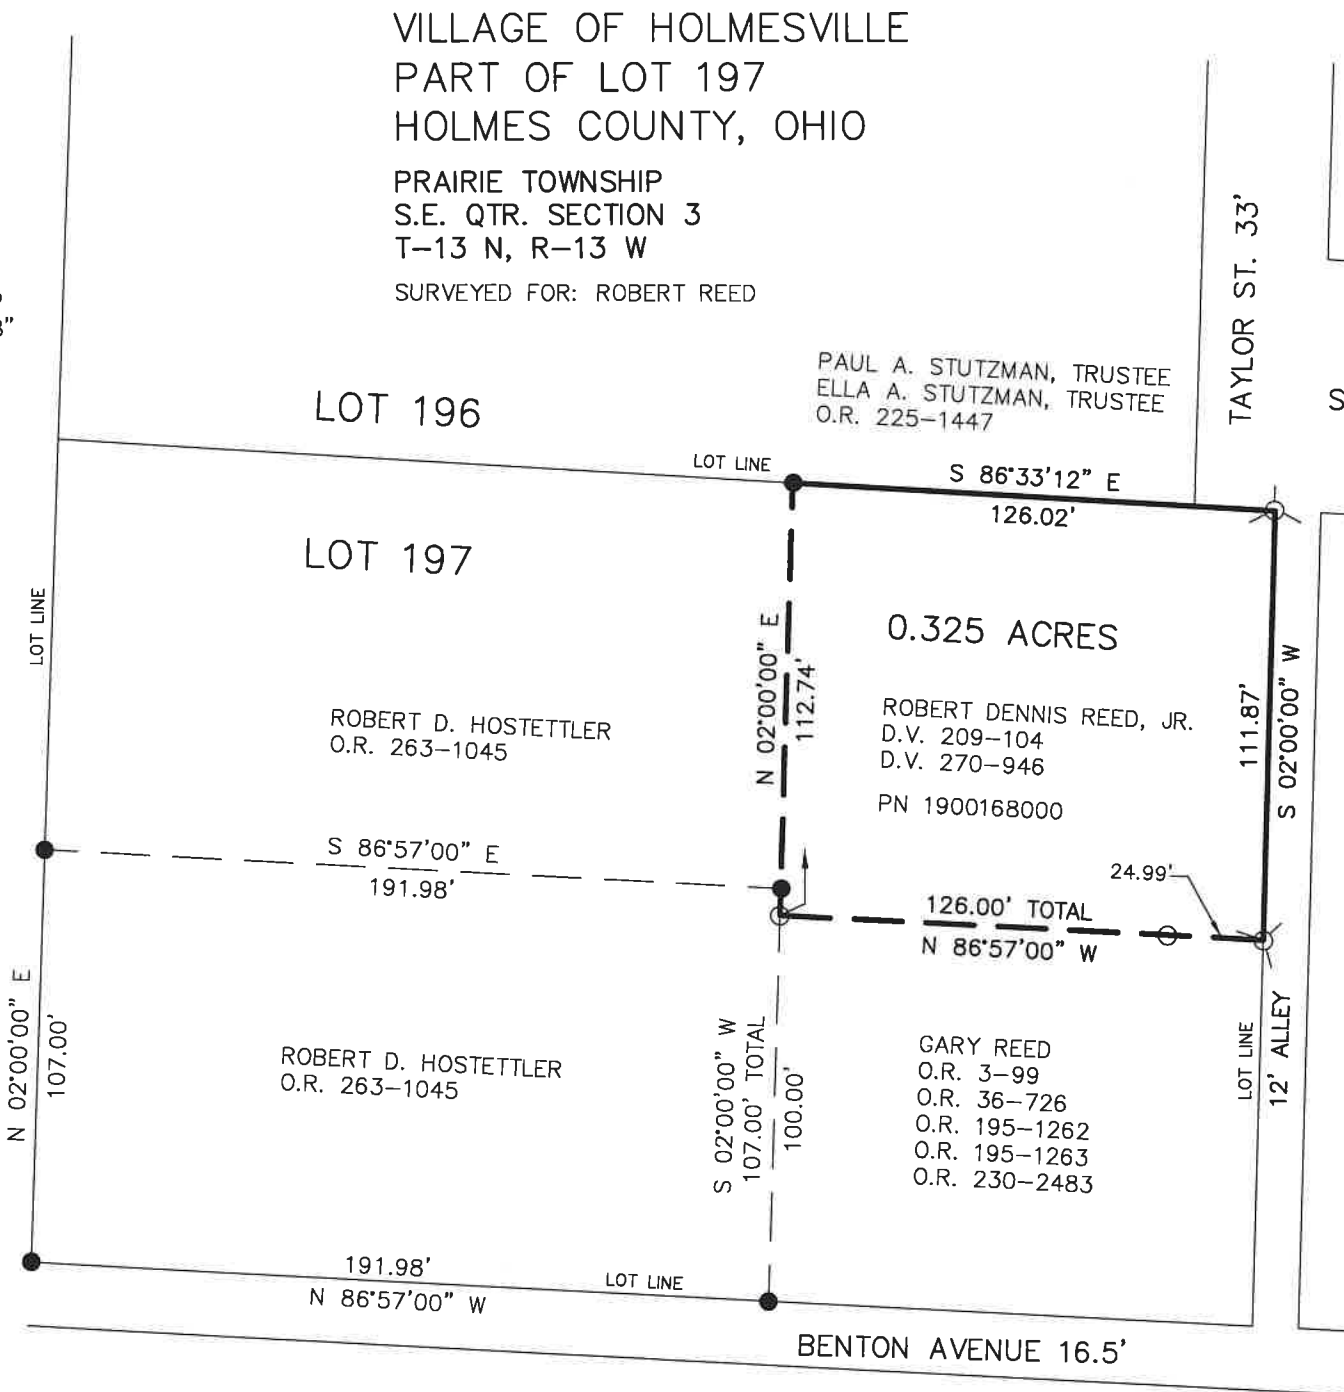 VILLAGE OF HOLMESVILLE
PART OF LOT 197
HOLMES COUNTY, OHIO
PRAIRIE TOWNSHIP
S.E. QTR. SECTION 3
T-13 N, R-13 W
SURVEYED FOR: ROBERT REED
TAYLOR ST. 33'
PAUL A. STUTZMAN, TRUSTEE
ELLA A. STUTZMAN, TRUSTEE
O.R. 225-1447
LOT 196
LOT LINE
S 86°33'12" E
126.02'
LOT 197
LOT LINE
N 02°00'00" E
112.74'
0.325 ACRES
ROBERT DENNIS REED, JR.
D.V. 209-104
D.V. 270-946
PN 1900168000
111.87'
S 02°00'00" W
ROBERT D. HOSTETTLER
O.R. 263-1045
S 86°57'00" E
191.98'
24.99'
126.00' TOTAL
N 86°57'00" W
N 02°00'00" E
107.00'
ROBERT D. HOSTETTLER
O.R. 263-1045
S 02°00'00" W
107.00' TOTAL
100.00'
GARY REED
O.R. 3-99
O.R. 36-726
O.R. 195-1262
O.R. 195-1263
O.R. 230-2483
LOT LINE
12' ALLEY
191.98'
LOT LINE
N 86°57'00" W
BENTON AVENUE 16.5'